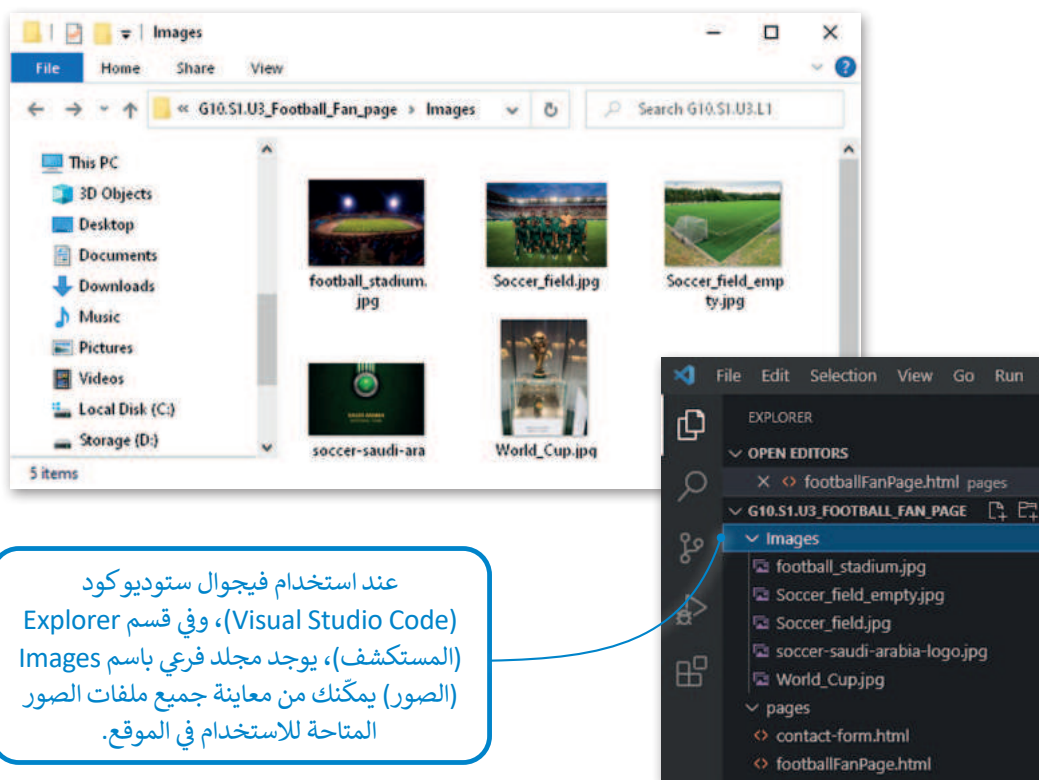 Images
File Home Share View
« G10.S1.U3_Football_Fan_page › Images
Search G10.S1.U3.L1
This PC
3D Objects
Desktop
Documents
Downloads
Music
Pictures
Videos
Local Disk (C:)
Storage (D:)
football_stadium.
jpg
Soccer_field.jpg
Soccer_field_emp
ty.jpg
soccer-saudi-ara
World_Cup.jpg
5 items
File Edit Selection View Go Run
EXPLORER
OPEN EDITORS
footballFanPage.html pages
G10.S1.U3_FOOTBALL_FAN_PAGE
Images
football_stadium.jpg
Soccer_field_empty.jpg
Soccer_field.jpg
soccer-saudi-arabia-logo.jpg
World_Cup.jpg
pages
contact-form.html
footballFanPage.html
عند استخدام فيجوال ستوديو كود
(Visual Studio Code)، وفي قسم Explorer
(المستكشف)، يوجد مجلد فرعي باسم Images
(الصور) يمكّنك من معاينة جميع ملفات الصور
المتاحة للاستخدام في الموقع.